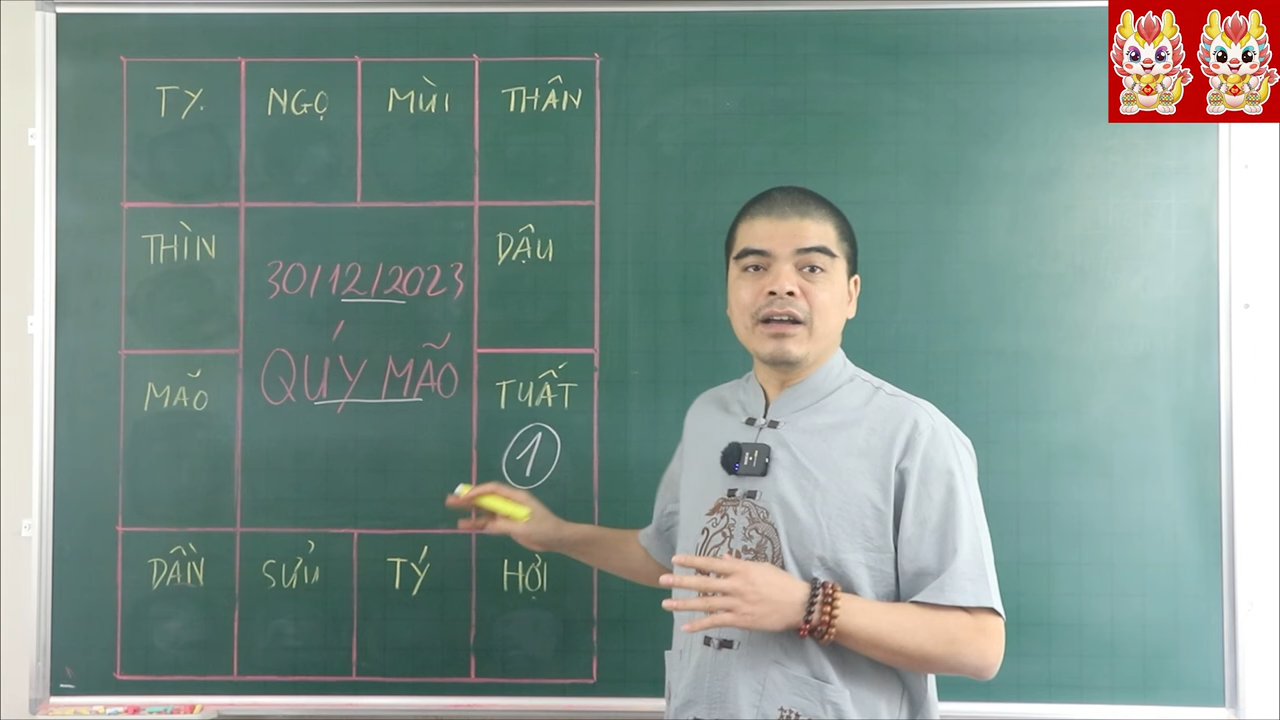 TỴ.
NGỌ
MÙI
THÂN
THÌN
DẬU
30/12/2023
QUÝ MÃO
MÃO
TUẤT
1
DẦN
SỬU
TÝ
HỢI